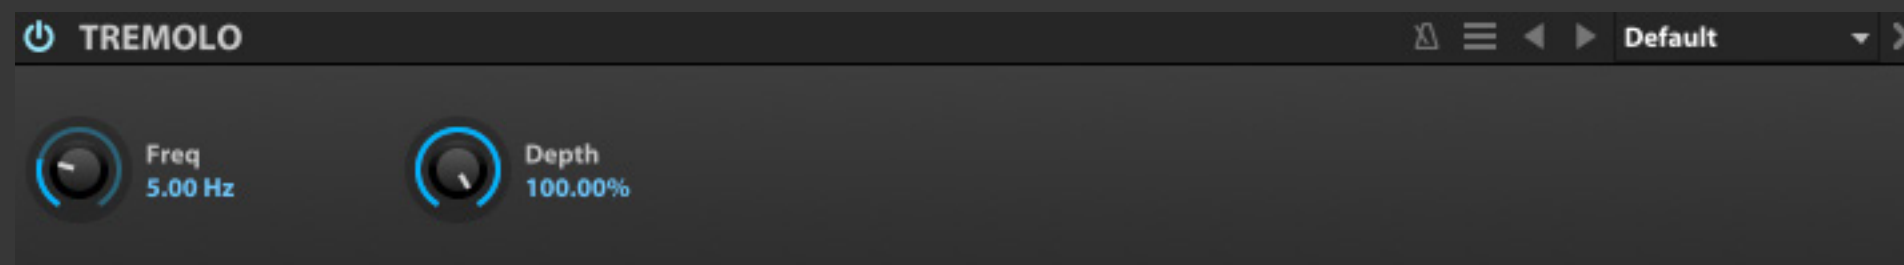 TREMOLO
Default
Freq
5.00 Hz
Depth
100.00%